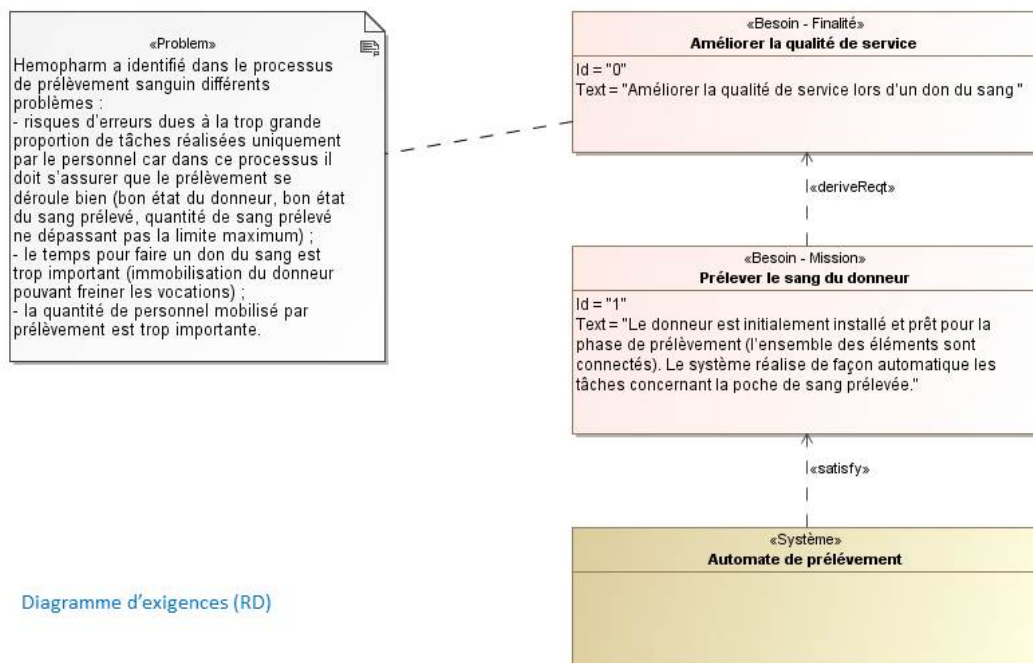 «Problem»
Hemopharm a identifié dans le processus
de prélèvement sanguin différents
problèmes :
- risques d'erreurs dues à la trop grande
proportion de tâches réalisées uniquement
par le personnel car dans ce processus il
doit s'assurer que le prélèvement se
déroule bien (bon état du donneur, bon état
du sang prélevé, quantité de sang prélevé
ne dépassant pas la limite maximum) ;
- le temps pour faire un don du sang est
trop important (immobilisation du donneur
pouvant freiner les vocations) ;
- la quantité de personnel mobilisé par
prélèvement est trop importante.
«Besoin - Finalité»
Améliorer la qualité de service
Id = "0"
Text = "Améliorer la qualité de service lors d'un don du sang "
«deriveReqt»
«Besoin - Mission»
Prélever le sang du donneur
Id = "1"
Text = "Le donneur est initialement installé et prêt pour la
phase de prélèvement (l'ensemble des éléments sont
connectés). Le système réalise de façon automatique les
tâches concernant la poche de sang prélevée."
«satisfy»
«Système»
Automate de prélévement
Diagramme d'exigences (RD)